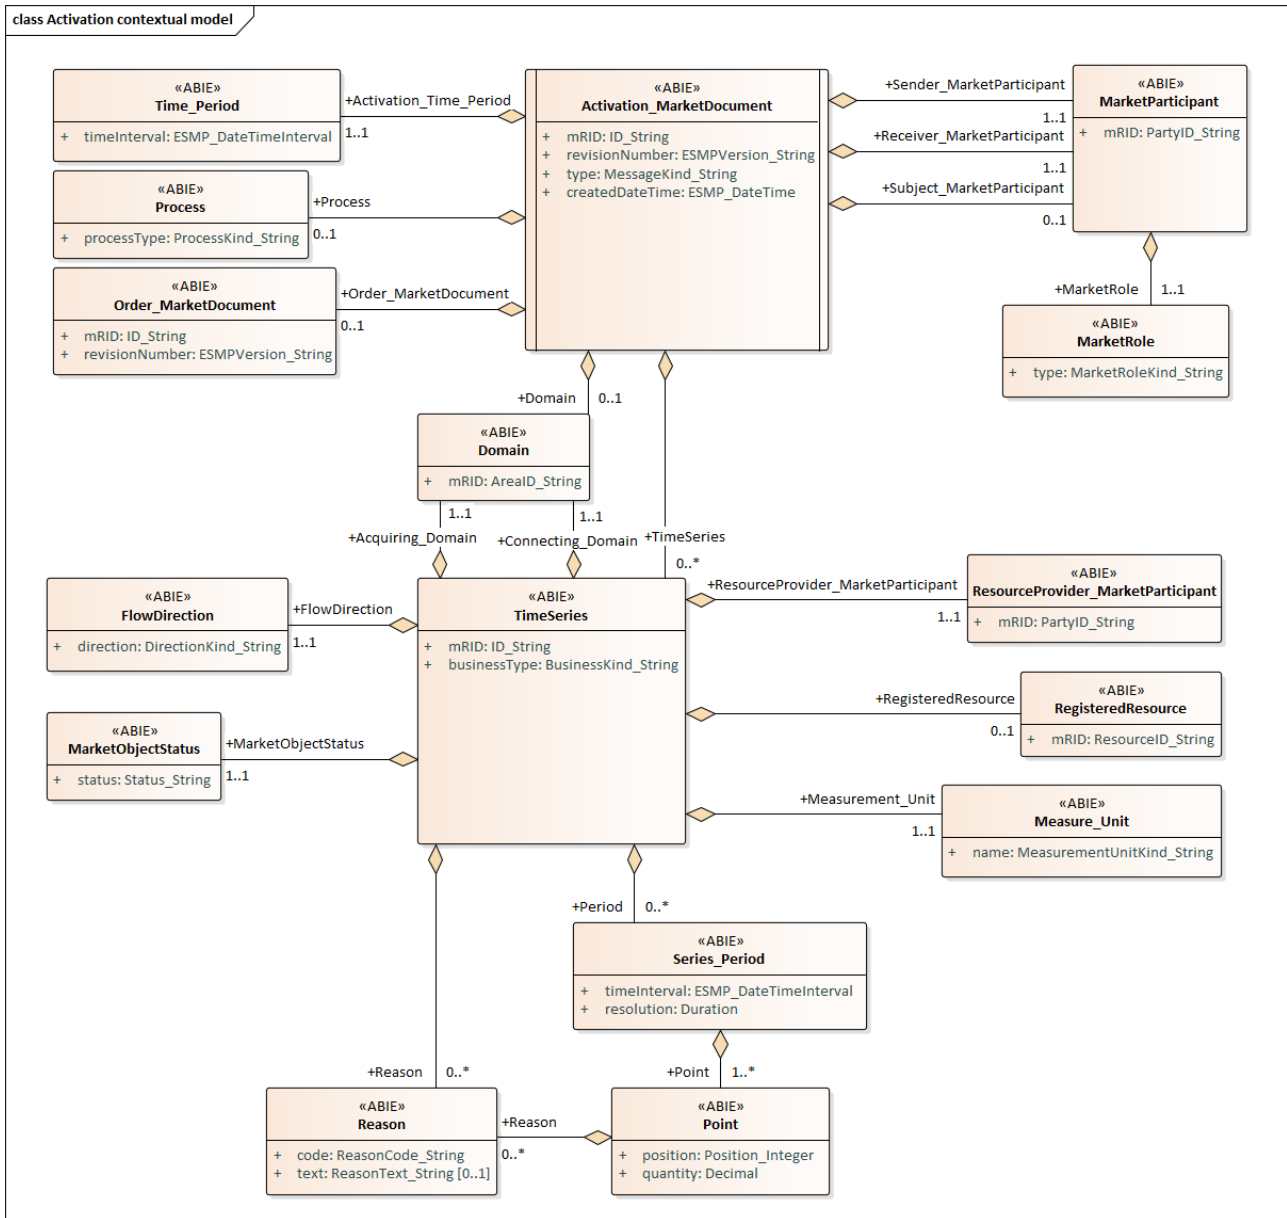 class Activation contextual model
«ABIE»
Time_Period
+ timeInterval: ESMP_DateTimeInterval
+Activation_Time_Period
1..1
«ABIE»
Activation_MarketDocument
+ mRID: ID_String
+ revisionNumber: ESMPVersion_String
+ type: MessageKind_String
+ createdDateTime: ESMP_DateTime
+Sender_MarketParticipant
1..1
+Receiver_MarketParticipant
1..1
+Subject_MarketParticipant
0..1
«ABIE»
MarketParticipant
+ mRID: PartyID_String
«ABIE»
Process
+ processType: ProcessKind_String
+Process
0..1
«ABIE»
Order_MarketDocument
+ mRID: ID_String
+ revisionNumber: ESMPVersion_String
+Order_MarketDocument
0..1
+MarketRole
1..1
«ABIE»
MarketRole
+ type: MarketRoleKind_String
+Domain
0..1
«ABIE»
Domain
+ mRID: AreaID_String
1..1
+Acquiring_Domain
1..1
+Connecting_Domain
+TimeSeries
0..*
«ABIE»
FlowDirection
+ direction: DirectionKind_String
+FlowDirection
1..1
«ABIE»
TimeSeries
+ mRID: ID_String
+ businessType: BusinessKind_String
+ResourceProvider_MarketParticipant
1..1
«ABIE»
ResourceProvider_MarketParticipant
+ mRID: PartyID_String
«ABIE»
MarketObjectStatus
+ status: Status_String
+MarketObjectStatus
1..1
+RegisteredResource
0..1
«ABIE»
RegisteredResource
+ mRID: ResourceID_String
+Measurement_Unit
1..1
«ABIE»
Measure_Unit
+ name: MeasurementUnitKind_String
+Period
0..*
«ABIE»
Series_Period
+ timeInterval: ESMP_DateTimeInterval
+ resolution: Duration
+Reason
0..*
+Point
1..*
«ABIE»
Reason
+ code: ReasonCode_String
+ text: ReasonText_String [0..1]
+Reason
0..*
«ABIE»
Point
+ position: Position_Integer
+ quantity: Decimal